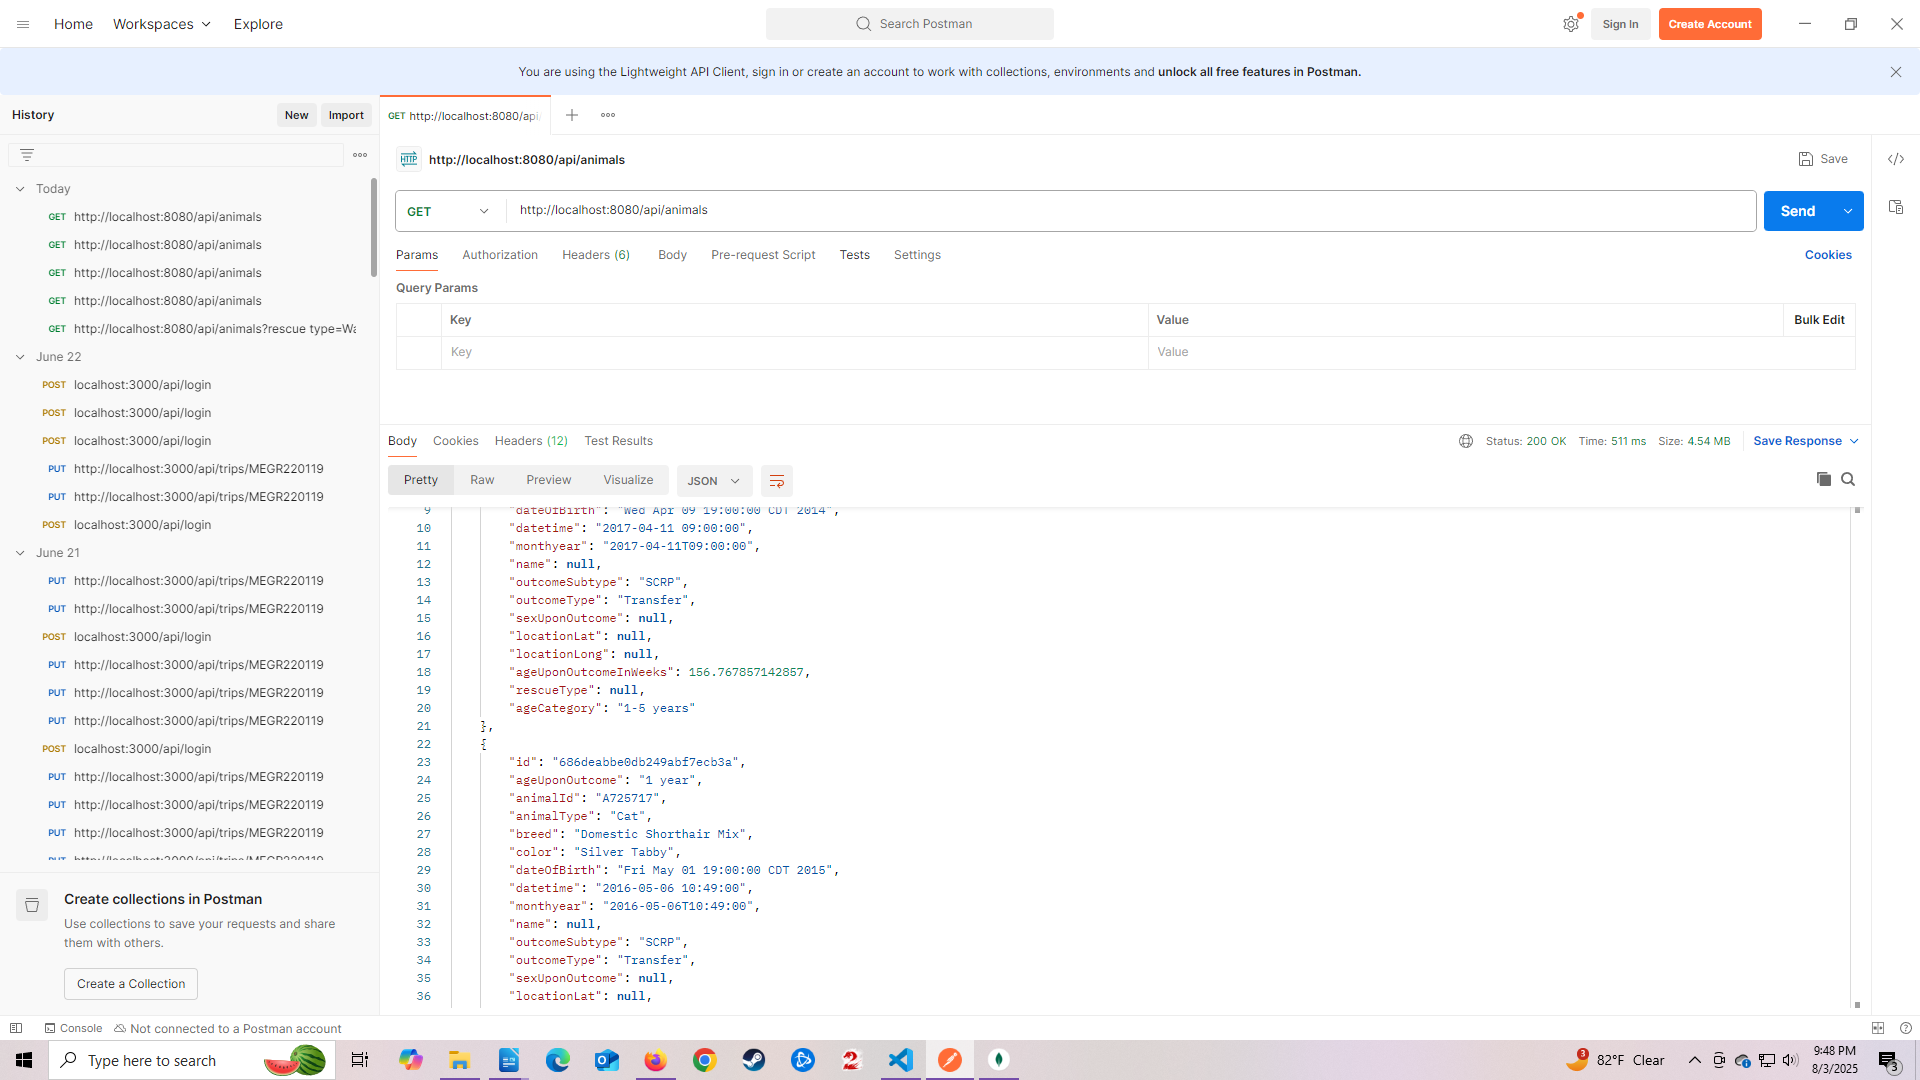 Home Workspaces Explore
Search Postman
Sign In Create Account
You are using the Lightweight API Client, sign in or create an account to work with collections, environments and unlock all free features in Postman.
History New Import
GET http://localhost:8080/api
Today
GET http://localhost:8080/api/animals
GET http://localhost:8080/api/animals
GET http://localhost:8080/api/animals
GET http://localhost:8080/api/animals
GET http://localhost:8080/api/animals?rescue type=Wa
June 22
POST localhost:3000/api/login
POST localhost:3000/api/login
POST localhost:3000/api/login
PUT http://localhost:3000/api/trips/MEGR220119
PUT http://localhost:3000/api/trips/MEGR220119
POST localhost:3000/api/login
June 21
PUT http://localhost:3000/api/trips/MEGR220119
PUT http://localhost:3000/api/trips/MEGR220119
POST localhost:3000/api/login
PUT http://localhost:3000/api/trips/MEGR220119
PUT http://localhost:3000/api/trips/MEGR220119
PUT http://localhost:3000/api/trips/MEGR220119
POST localhost:3000/api/login
PUT http://localhost:3000/api/trips/MEGR220119
PUT http://localhost:3000/api/trips/MEGR220119
PUT http://localhost:3000/api/trips/MEGR220119
PUT http://localhost:3000/api/trips/MEGR220119
Create collections in Postman
Use collections to save your requests and share
them with others.
Create a Collection
HTTP http://localhost:8080/api/animals
Save
GET http://localhost:8080/api/animals
Send
Params Authorization Headers (6) Body Pre-request Script Tests Settings
Cookies
Query Params
Key Value Bulk Edit
Key Value
Body Cookies Headers (12) Test Results
Status: 200 OK Time: 511 ms Size: 4.54 MB Save Response
Pretty Raw Preview Visualize JSON
9 "dateOfBirth": "Wed Apr 09 19:00:00 CDT 2014",
10 "datetime": "2017-04-11 09:00:00",
11 "monthyear": "2017-04-11T09:00:00",
12 "name": null,
13 "outcomeSubtype": "SCRP",
14 "outcomeType": "Transfer",
15 "sexUponOutcome": null,
16 "locationLat": null,
17 "locationLong": null,
18 "ageUponOutcomeInWeeks": 156.767857142857,
19 "rescueType": null,
20 "ageCategory": "1-5 years"
21 },
22 {
23 "id": "686deabbe0db249abf7ecb3a",
24 "ageUponOutcome": "1 year",
25 "animalId": "A725717",
26 "animalType": "Cat",
27 "breed": "Domestic Shorthair Mix",
28 "color": "Silver Tabby",
29 "dateOfBirth": "Fri May 01 19:00:00 CDT 2015",
30 "datetime": "2016-05-06 10:49:00",
31 "monthyear": "2016-05-06T10:49:00",
32 "name": null,
33 "outcomeSubtype": "SCRP",
34 "outcomeType": "Transfer",
35 "sexUponOutcome": null,
36 "locationLat": null,
Console Not connected to a Postman account
Type here to search
3
82°F Clear
9:48 PM
8/3/2025
3